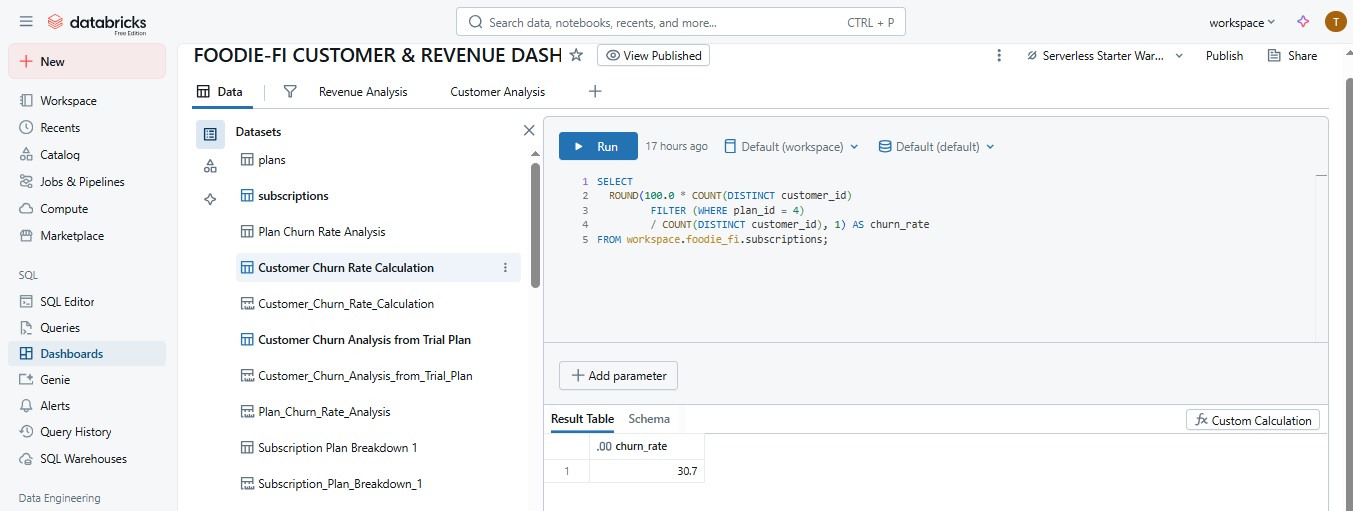 databricks
Free Edition
Search data, notebooks, recents, and more...
CTRL + P
workspace
T
New
Workspace
Recents
Catalog
Jobs & Pipelines
Compute
Marketplace
SQL
SQL Editor
Queries
Dashboards
Genie
Alerts
Query History
SQL Warehouses
Data Engineering
FOODIE-FI CUSTOMER & REVENUE DASH
View Published
Serverless Starter War...
Publish
Share
Data
Revenue Analysis
Customer Analysis
Datasets
plans
subscriptions
Plan Churn Rate Analysis
Customer Churn Rate Calculation
Customer_Churn_Rate_Calculation
Customer Churn Analysis from Trial Plan
Customer_Churn_Analysis_from_Trial_Plan
Plan_Churn_Rate_Analysis
Subscription Plan Breakdown 1
Subscription_Plan_Breakdown_1
Run
17 hours ago
Default (workspace)
Default (default)
1 SELECT
2 ROUND(100.0 * COUNT(DISTINCT customer_id)
3 FILTER (WHERE plan_id = 4)
4 / COUNT(DISTINCT customer_id), 1) AS churn_rate
5 FROM workspace.foodie_fi.subscriptions;
Add parameter
Result Table
Schema
Custom Calculation
.00 churn_rate
1 30.7